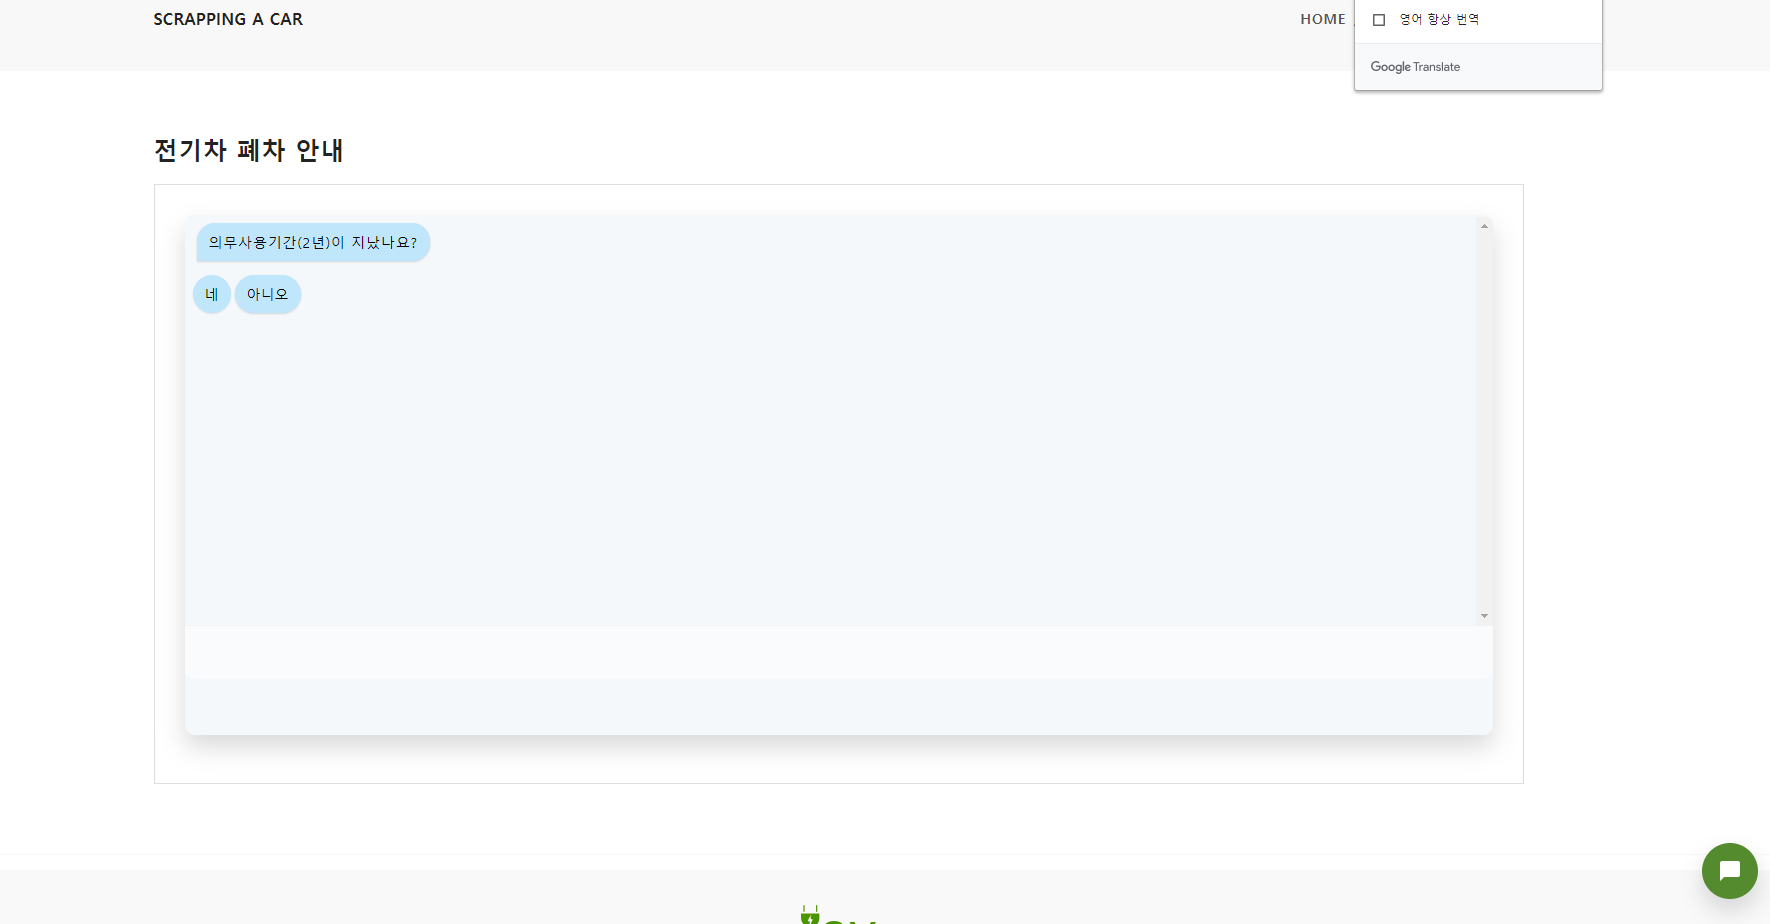 SCRAPPING A CAR
HOME
영어 항상 번역
Google Translate
전기차 폐차 안내
의무사용기간(2년)이 지났나요?
네 아니오